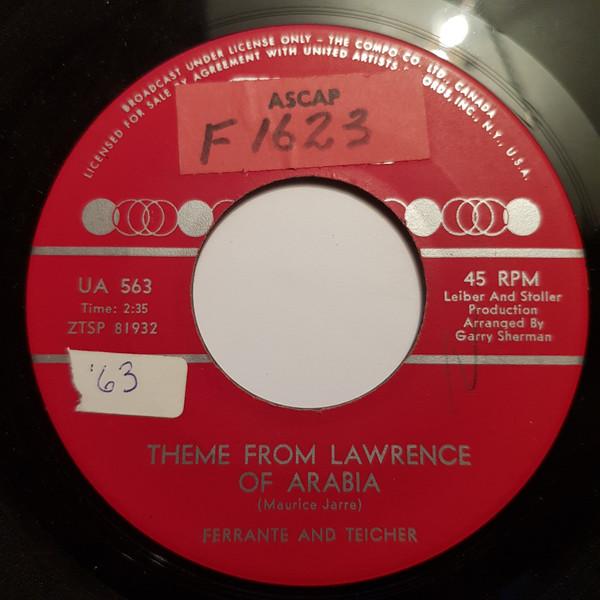 BROADCAST UNDER LICENSE ONLY - THE COMPO CO. LTD., CANADA
LICENSED FOR SALE AGREEMENT WITH UNITED ARTISTS ORDS, INC., N.Y., U.S.A.
ASCAP
F1623
UA 563
Time: 2:35
ZTSP 81932
45 RPM
Leiber And Stoller
Production
Arranged By
Garry Sherman
'63
N
THEME FROM LAWRENCE
OF ARABIA
(Maurice Jarre)
FERRANTE AND TEICHER